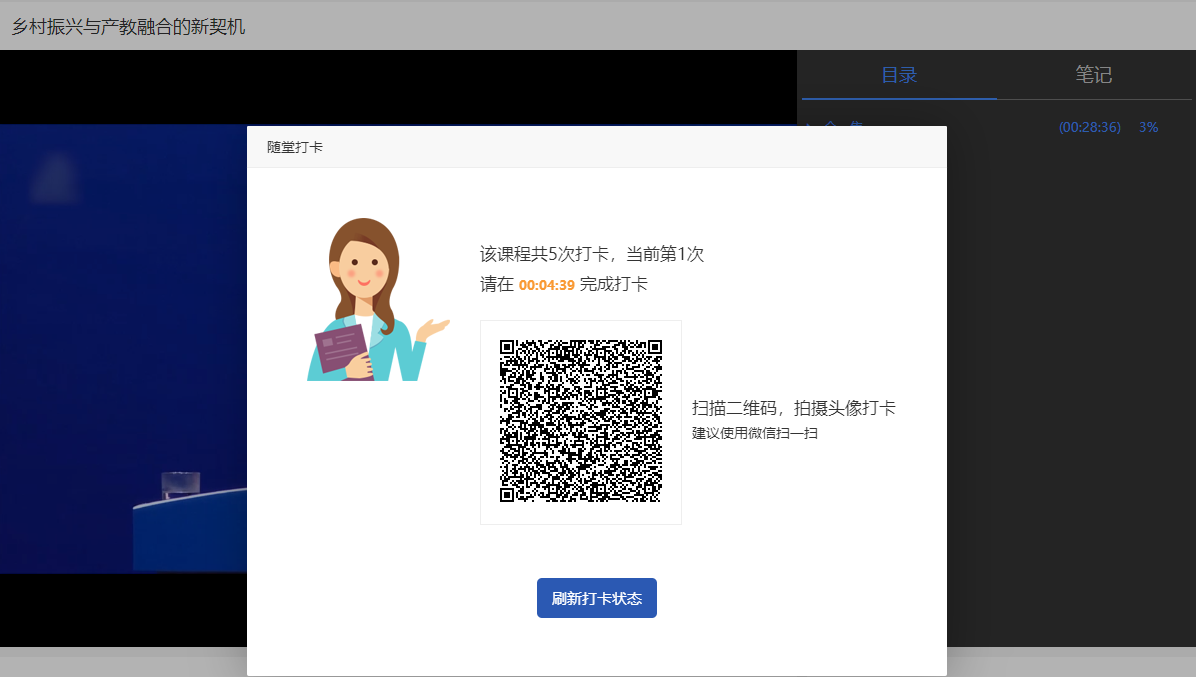 乡村振兴与产教融合的新契机
目录
笔记
(00:28:36) 3%
随堂打卡
该课程共5次打卡，当前第1次
请在 00:04:39 完成打卡
扫描二维码，拍摄头像打卡
建议使用微信扫一扫
刷新打卡状态